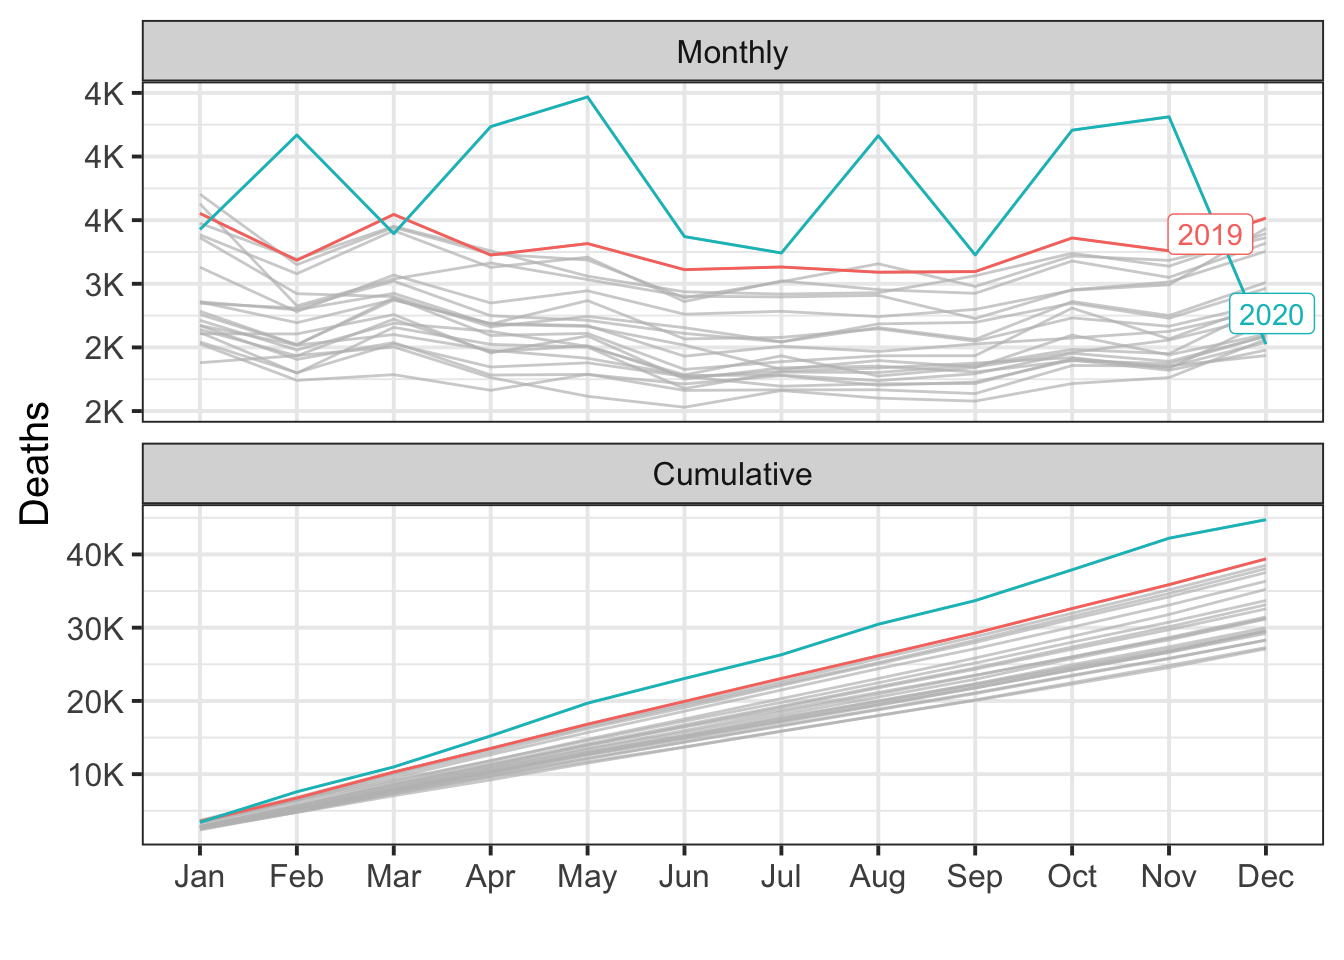 Monthly
4K
4K
4K
3K
2K
2K
2019
2020
Deaths
Cumulative
40K
30K
20K
10K
Jan Feb Mar Apr May Jun Jul Aug Sep Oct Nov Dec